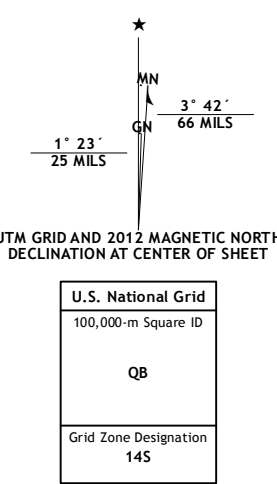 MN
GN
3° 42´
66 MILS
1° 23´
25 MILS
UTM GRID AND 2012 MAGNETIC NORTH
DECLINATION AT CENTER OF SHEET
U.S. National Grid
100,000-m Square ID
QB
Grid Zone Designation
14S